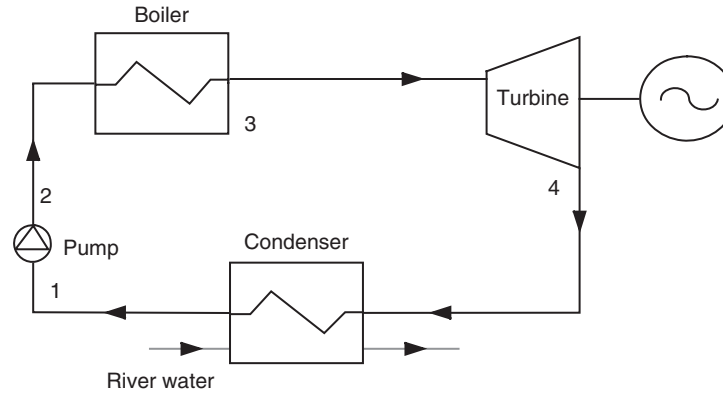 Boiler
Turbine
3
4
2
Pump
Condenser
1
River water